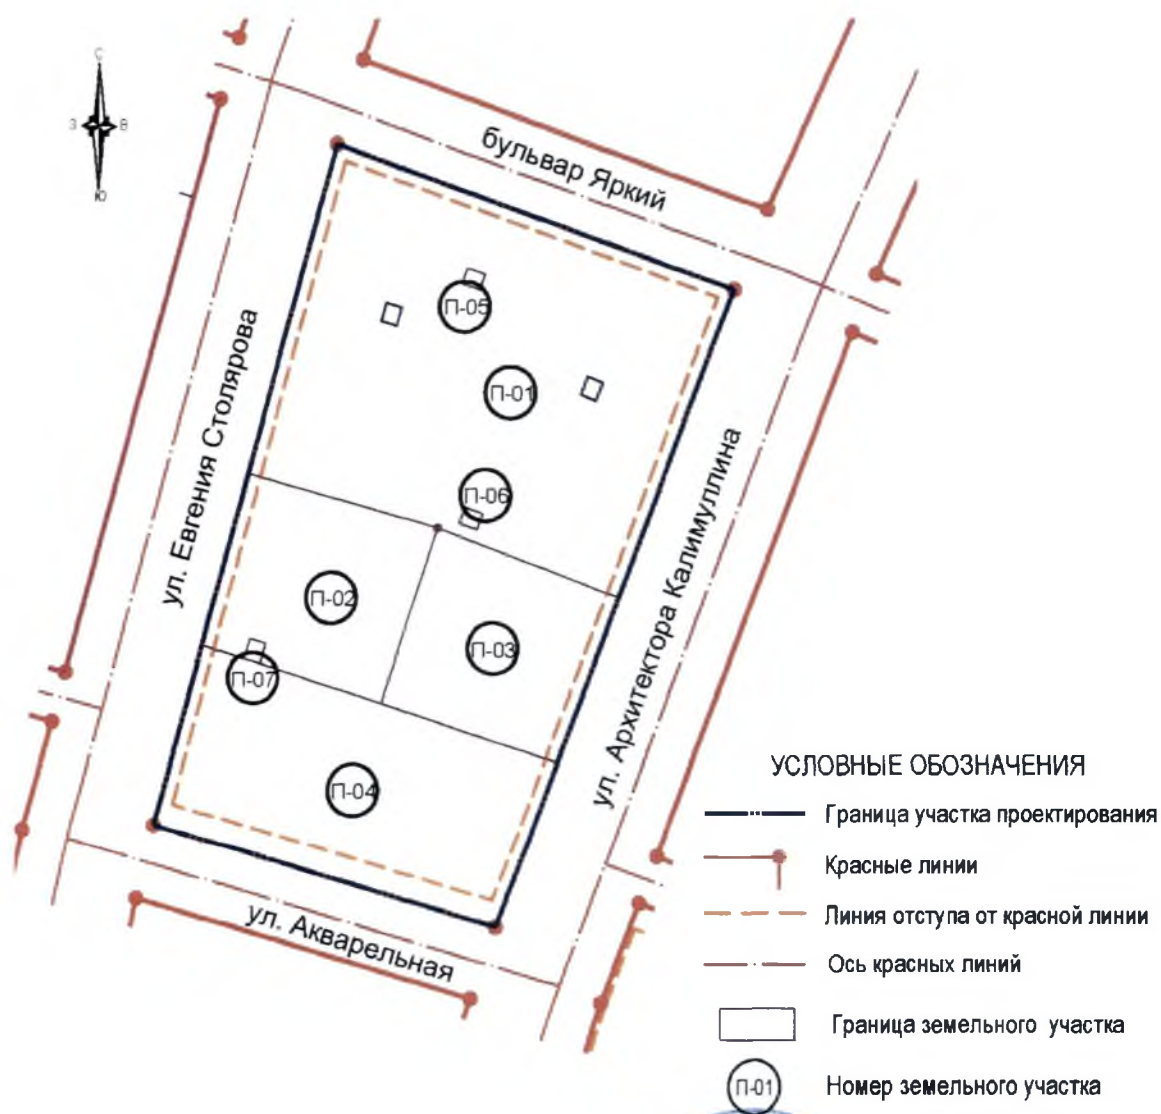 С
З
В
Ю
бульвар Яркий
ул. Евгения Столярова
ул. Архитектора Калимуллина
ул. Акварельная
П-05
П-01
П-06
П-02
П-03
П-07
П-04
УСЛОВНЫЕ ОБОЗНАЧЕНИЯ
Граница участка проектирования
Красные линии
Линия отступа от красной линии
Ось красных линий
Граница земельного участка
П-01
Номер земельного участка